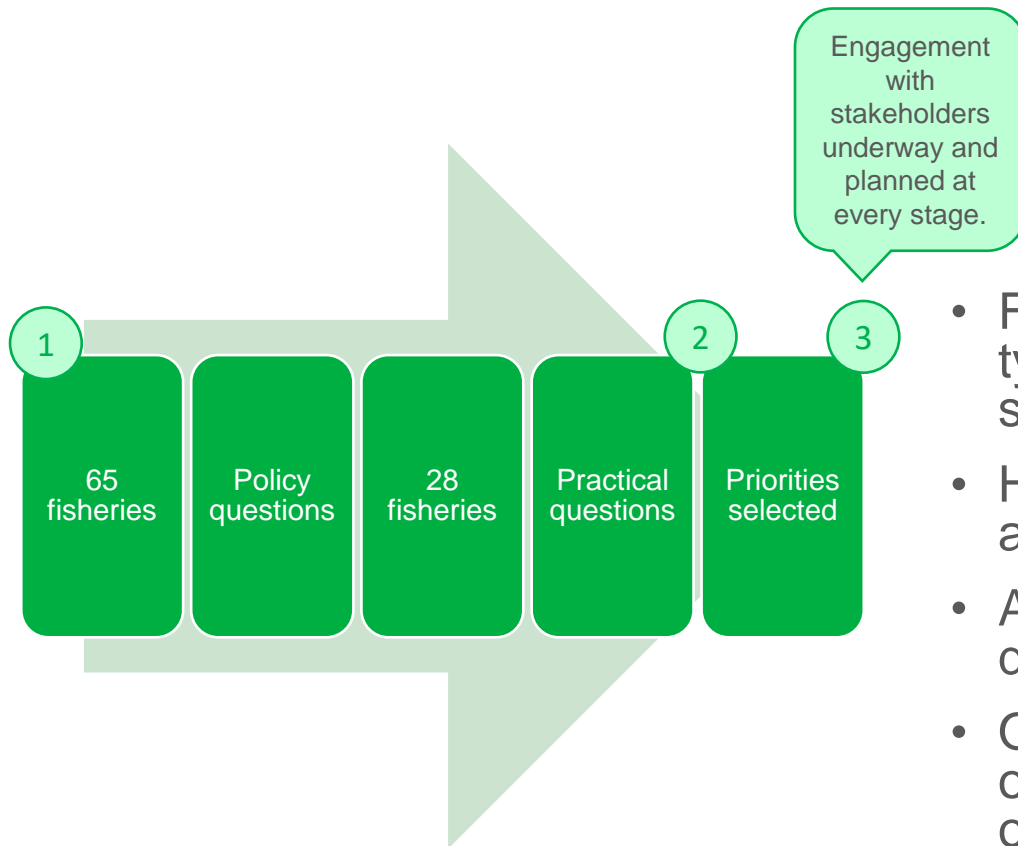 Engagement
with
stakeholders
underway and
planned at
every stage.
1
2
3
65
fisheries
Policy
questions
28
fisheries
Practical
questions
Priorities
selected